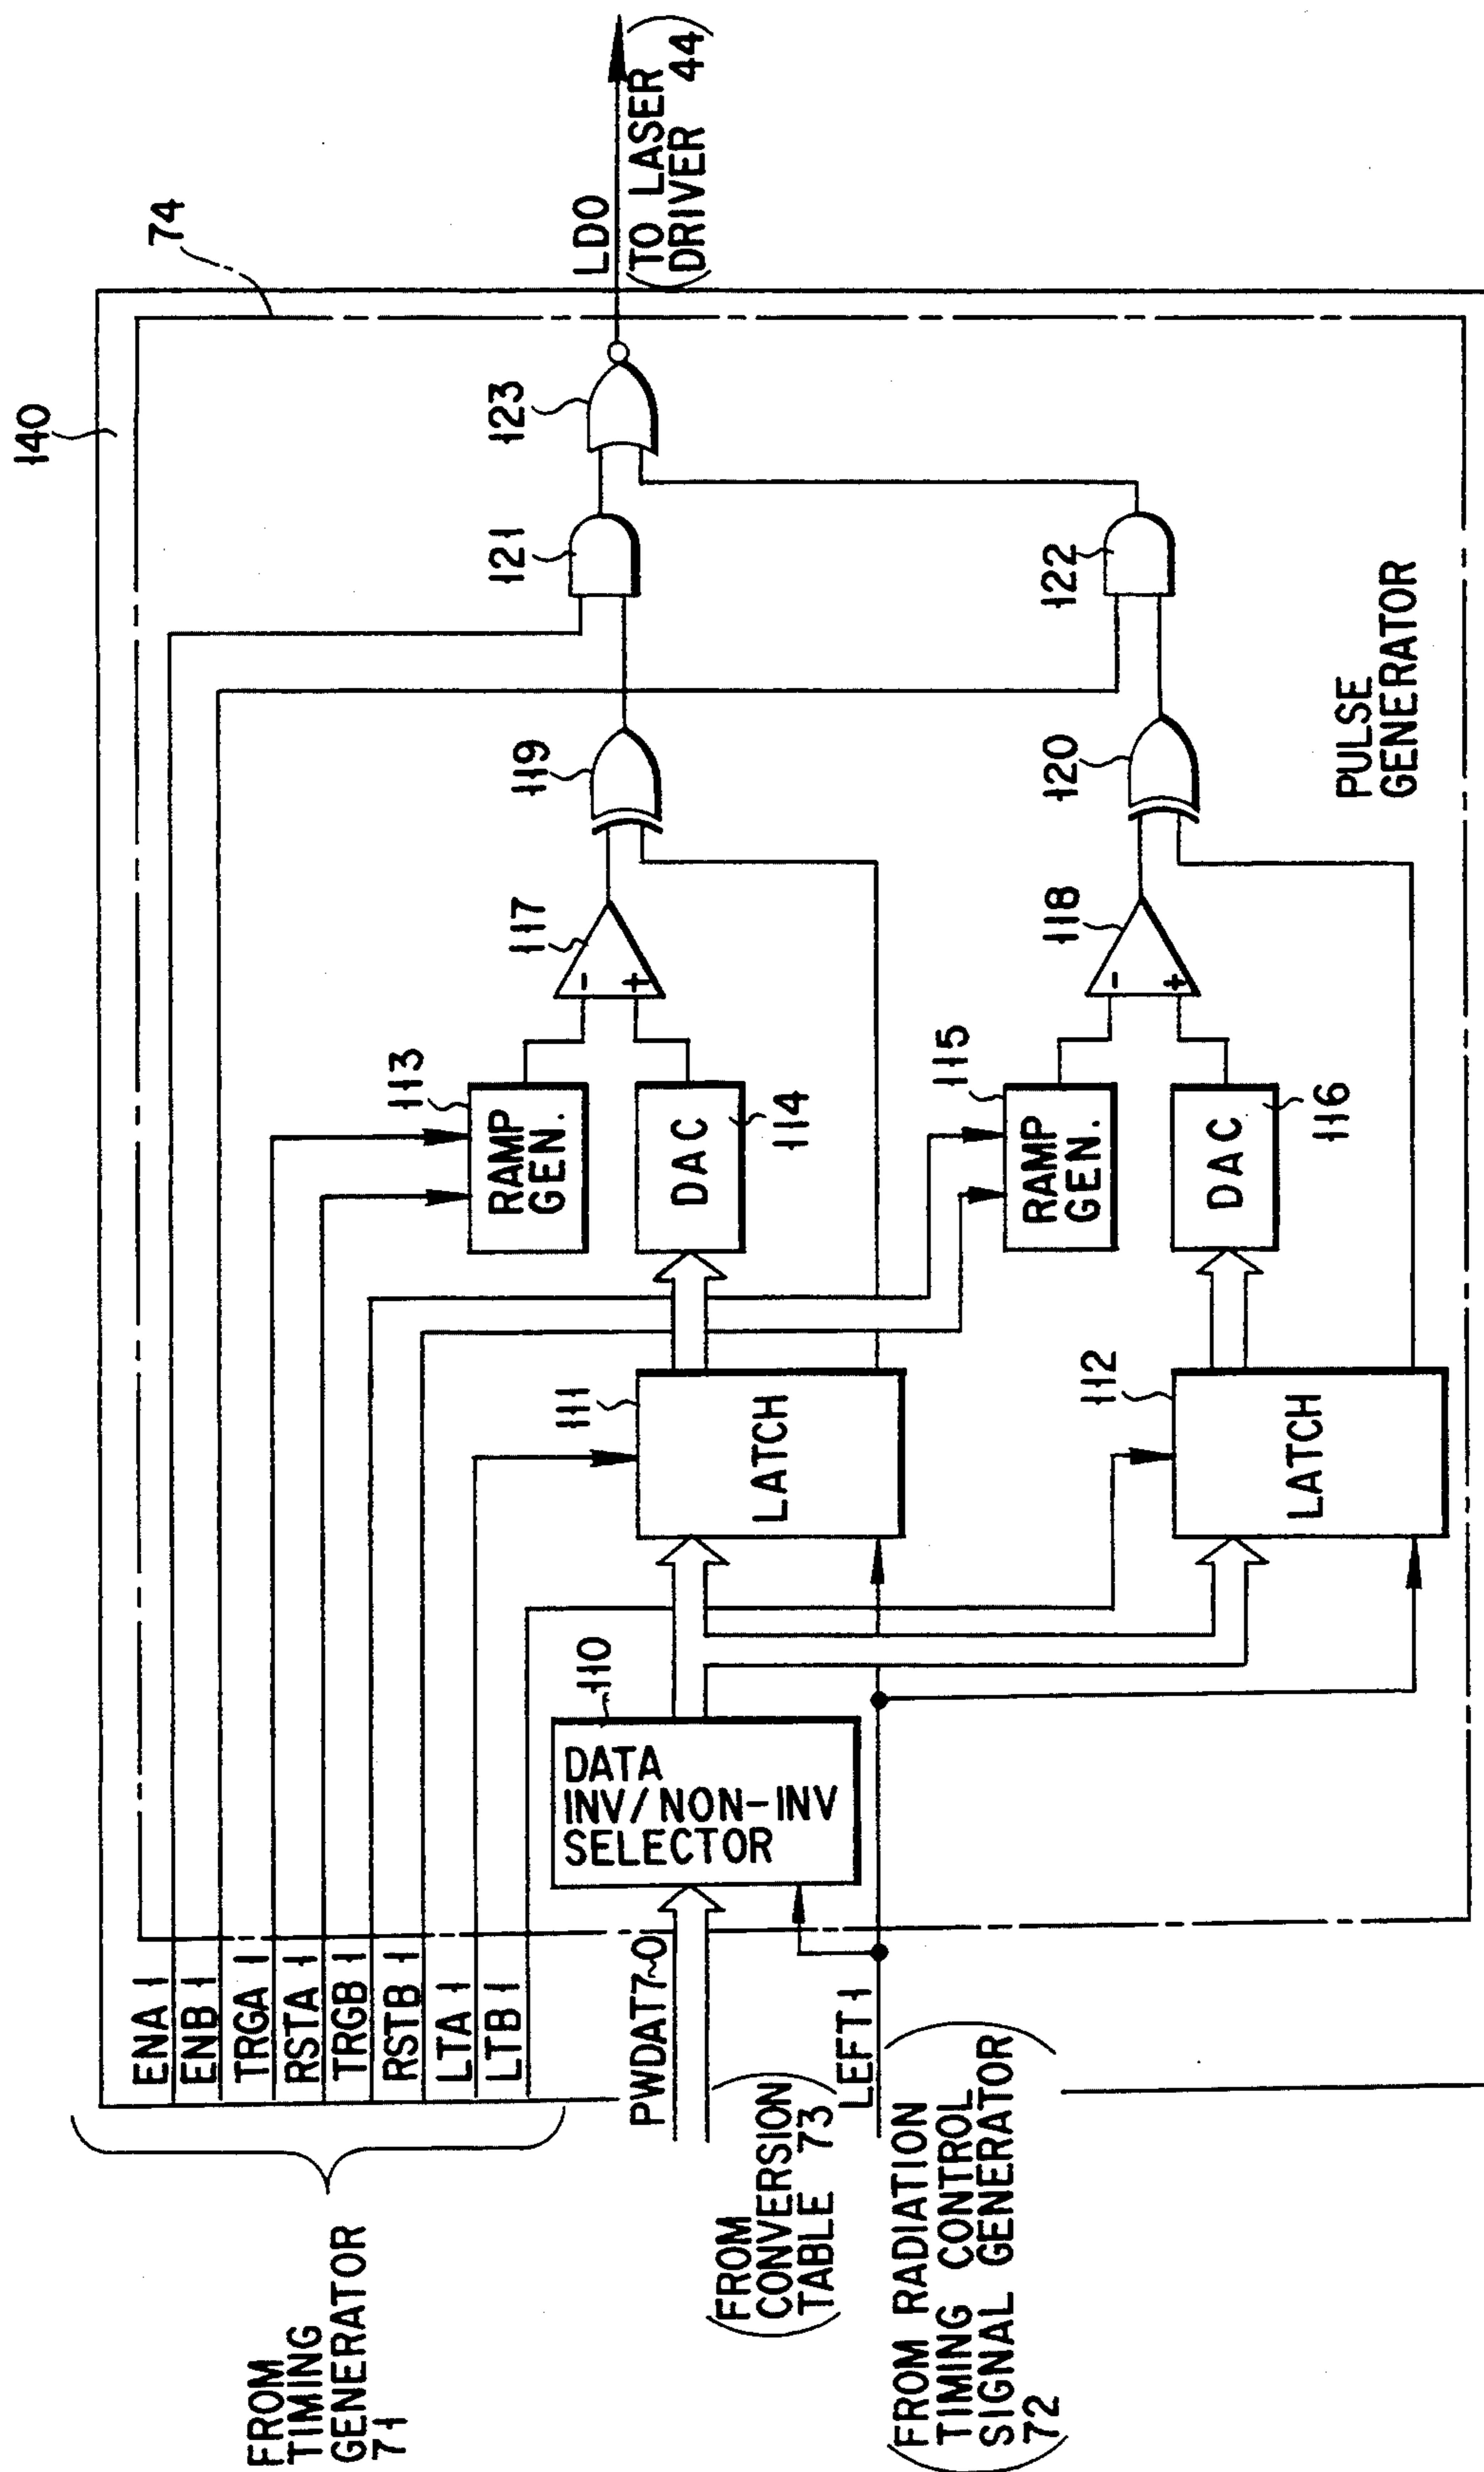 140
74
ENA 1
ENB 1
TRGA 1
RSTA 1
TRGB 1
RSTB 1
LTA 1
LTB 1
FROM
TIMING
GENERATOR
71
PWDAT7~0
(FROM
CONVERSION
TABLE 73)
LEFT1
(FROM RADIATION
TIMING CONTROL
SIGNAL GENERATOR
72)
110
DATA
INV/NON-INV
SELECTOR
111
LATCH
112
LATCH
113
RAMP
GEN.
DAC
114
115
RAMP
GEN.
DAC
116
117
-
+
118
-
+
119
120
121
122
123
LDO
(TO LASER
DRIVER 44)
PULSE
GENERATOR